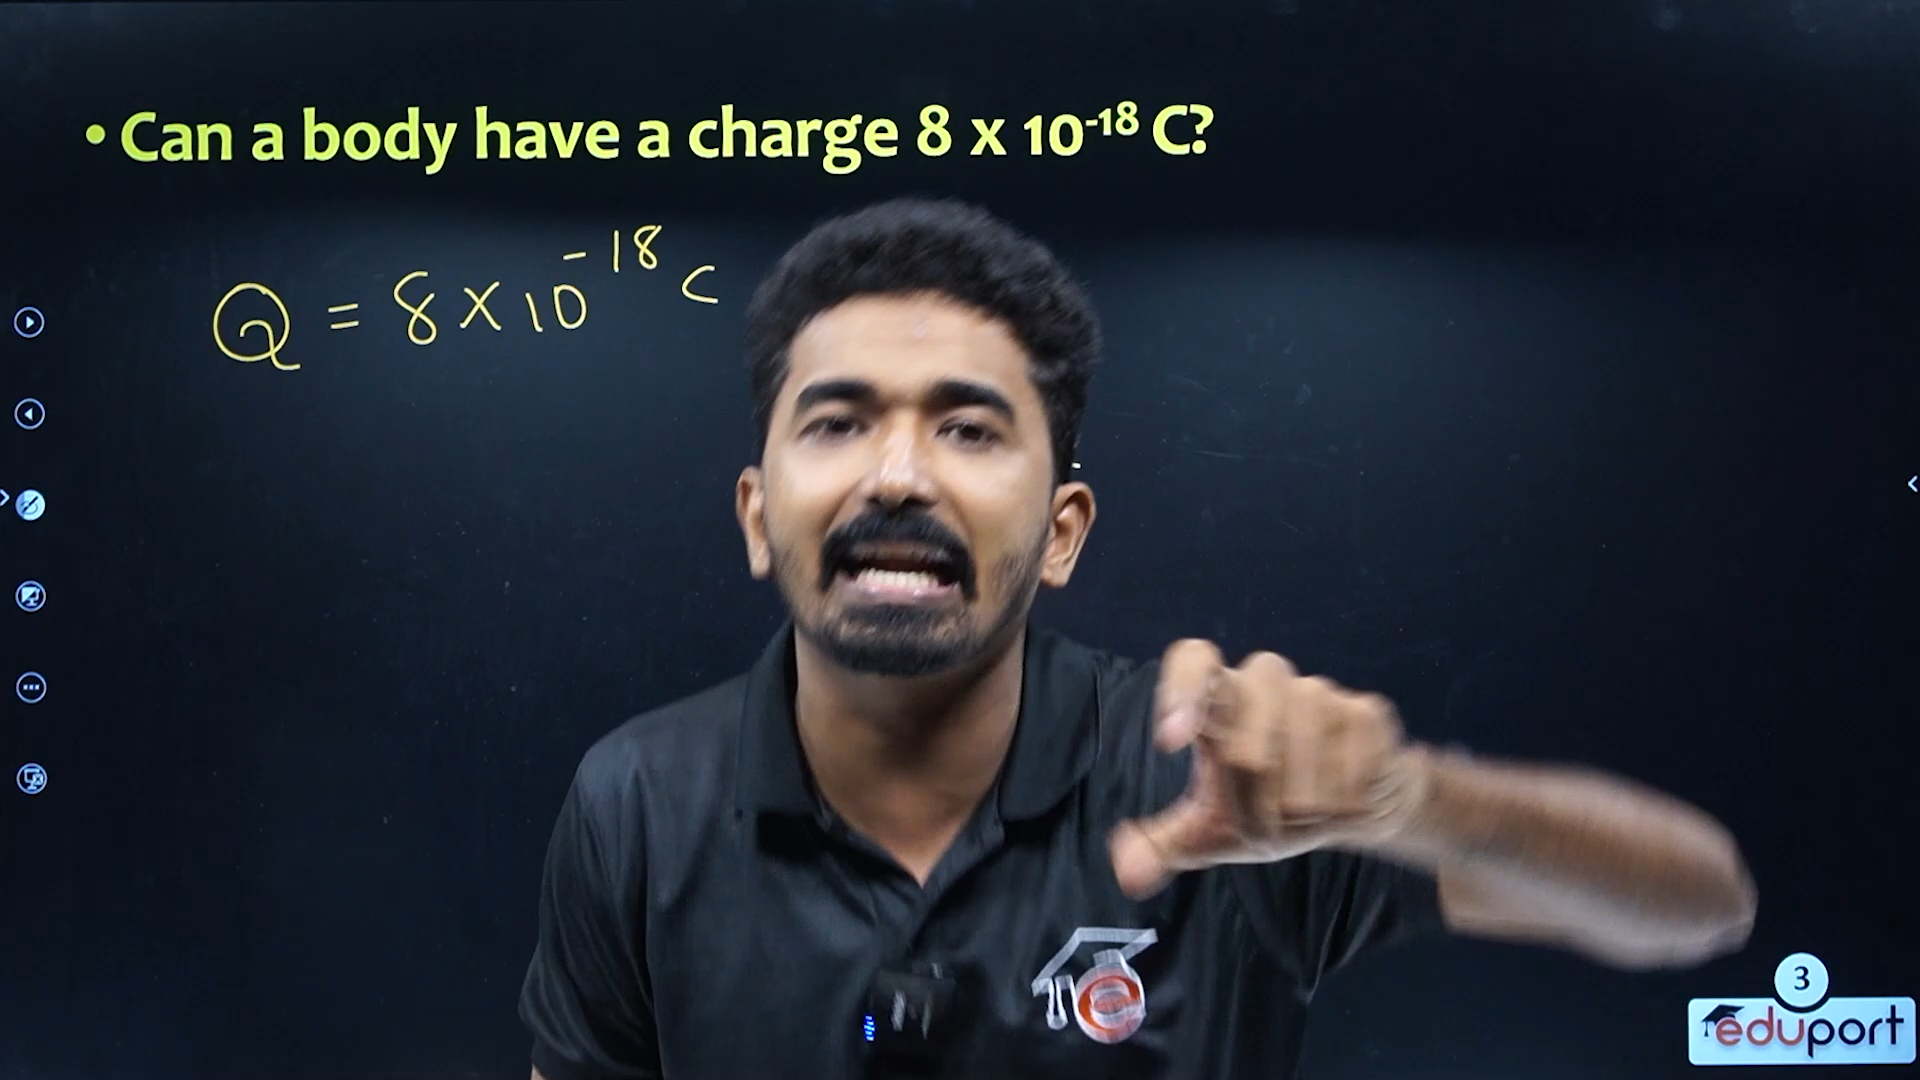 • Can a body have a charge 8 x 10⁻¹⁸ C?
Q = 8 × 10⁻¹⁸ C
3
eduport